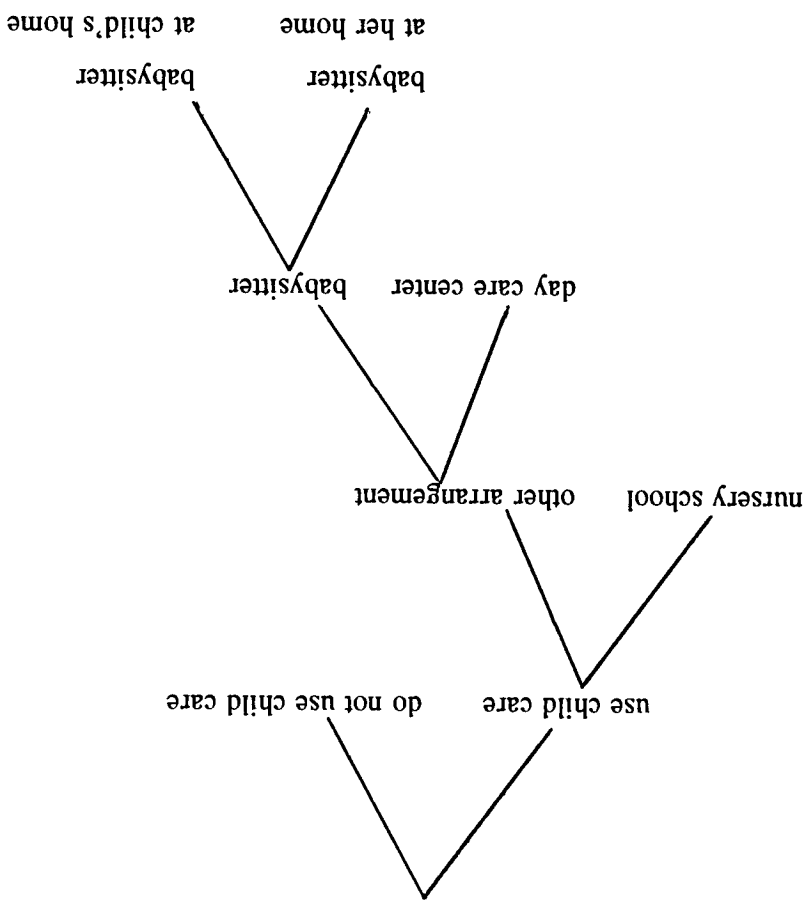 use child care do not use child care
nursery school other arrangement
day care center babysitter
babysitter babysitter
at her home at child's home